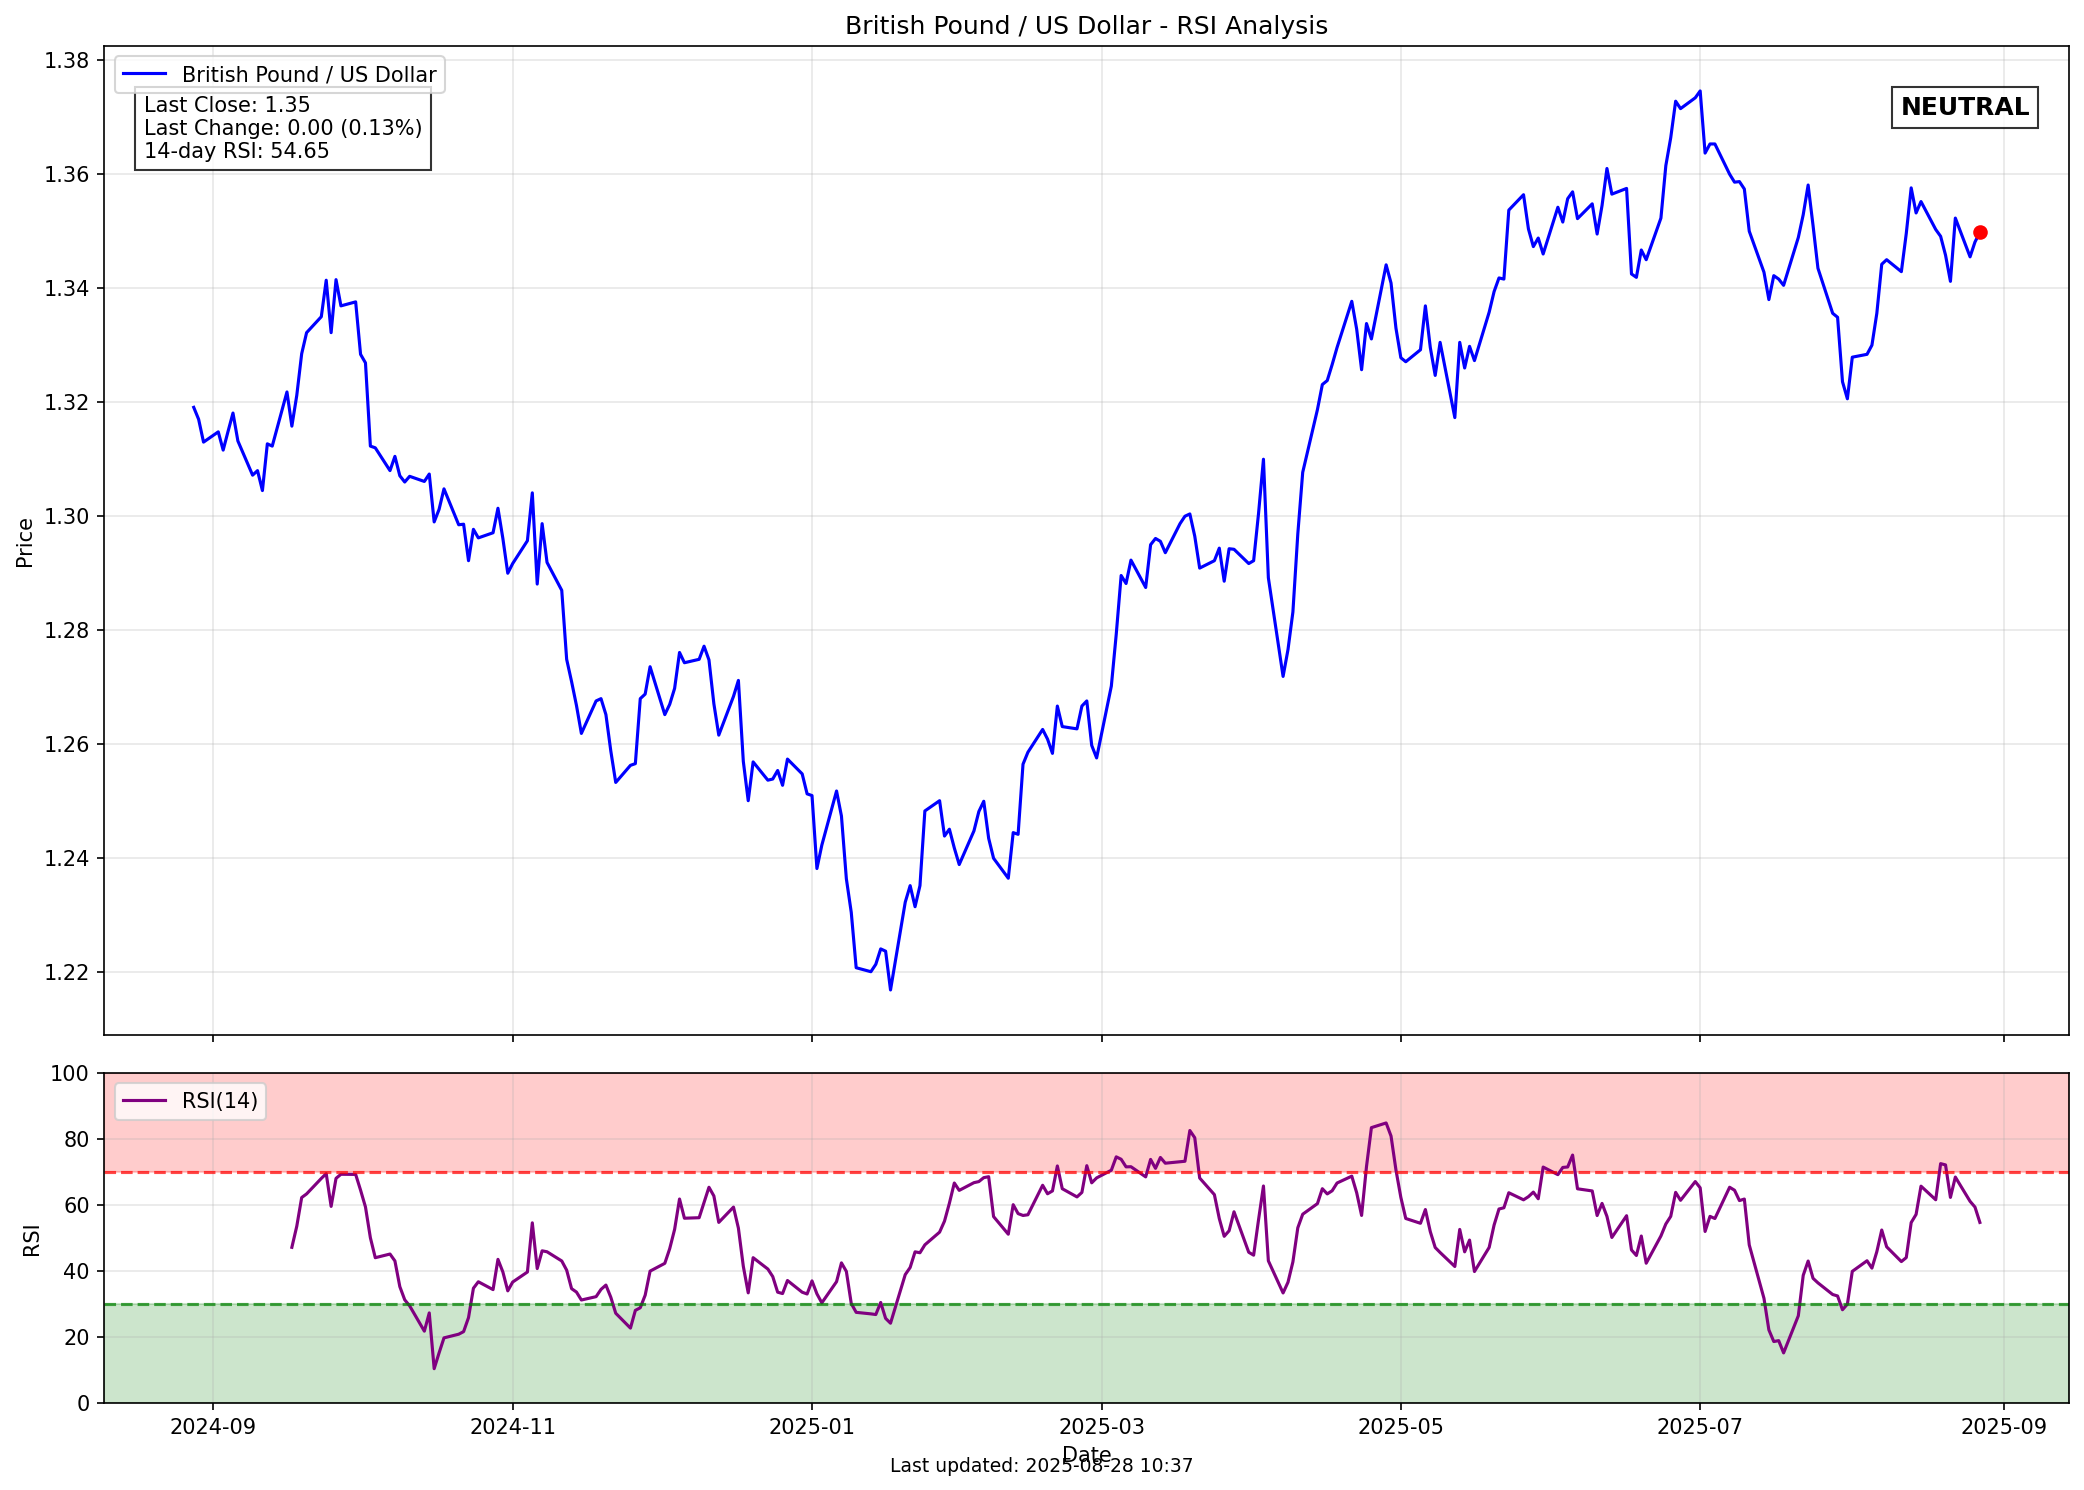 British Pound / US Dollar - RSI Analysis
British Pound / US Dollar
Last Close: 1.35
Last Change: 0.00 (0.13%)
14-day RSI: 54.65
NEUTRAL
Price
1.38
1.36
1.34
1.32
1.30
1.28
1.26
1.24
1.22
RSI(14)
RSI
100
80
60
40
20
0
2024-09 2024-11 2025-01 2025-03 2025-05 2025-07 2025-09
Date
Last updated: 2025-08-28 10:37